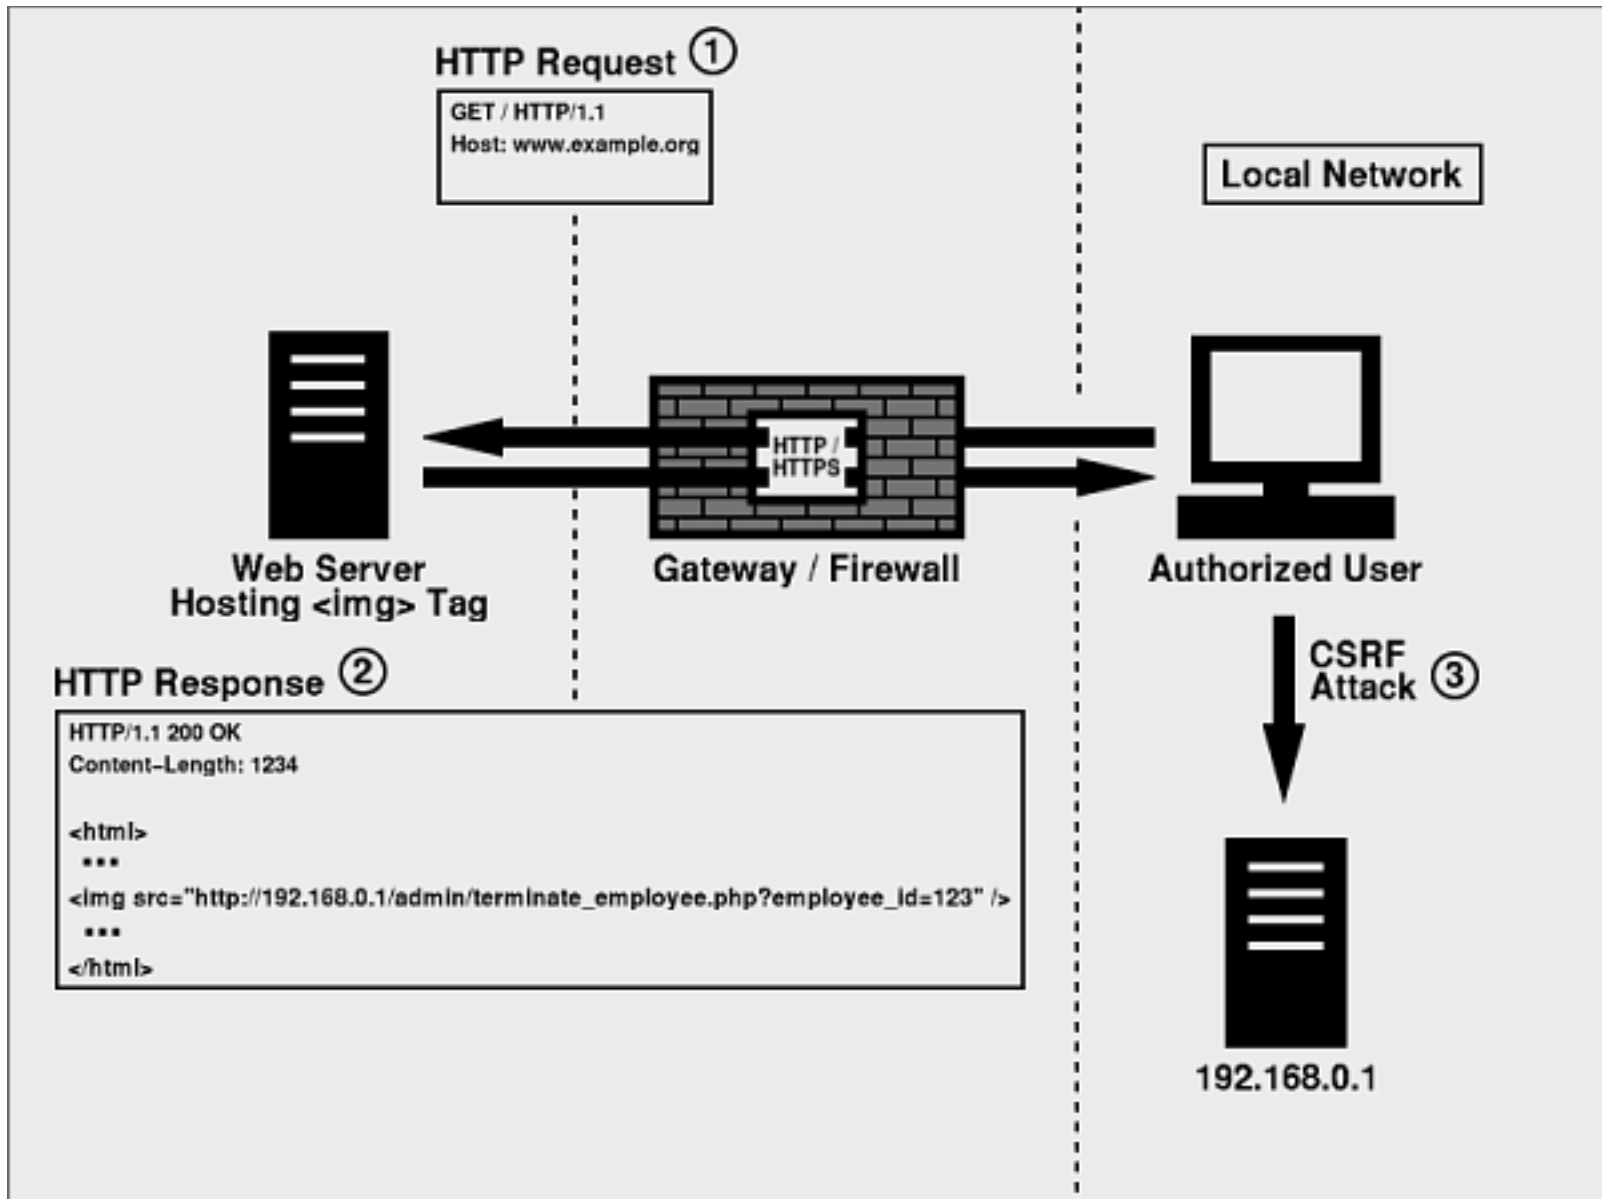 HTTP Request ①
GET / HTTP/1.1
Host: www.example.org
Local Network
HTTP /
HTTPS
Web Server
Hosting <img> Tag
Gateway / Firewall
Authorized User
CSRF
Attack ③
HTTP Response ②
HTTP/1.1 200 OK
Content-Length: 1234
<html>
...
<img src="http://192.168.0.1/admin/terminate_employee.php?employee_id=123" />
...
</html>
192.168.0.1